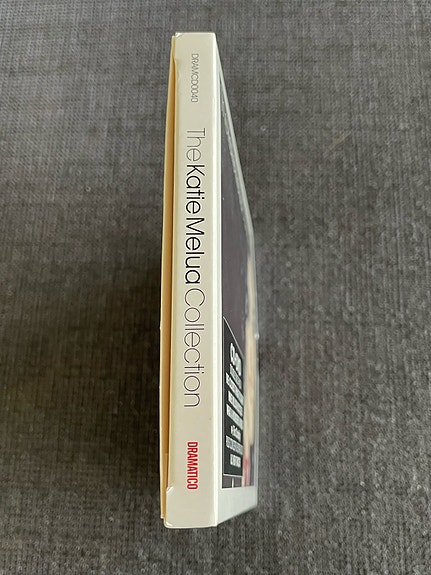 DRAMCD0040
The Katie Melua Collection
DRAMATICO